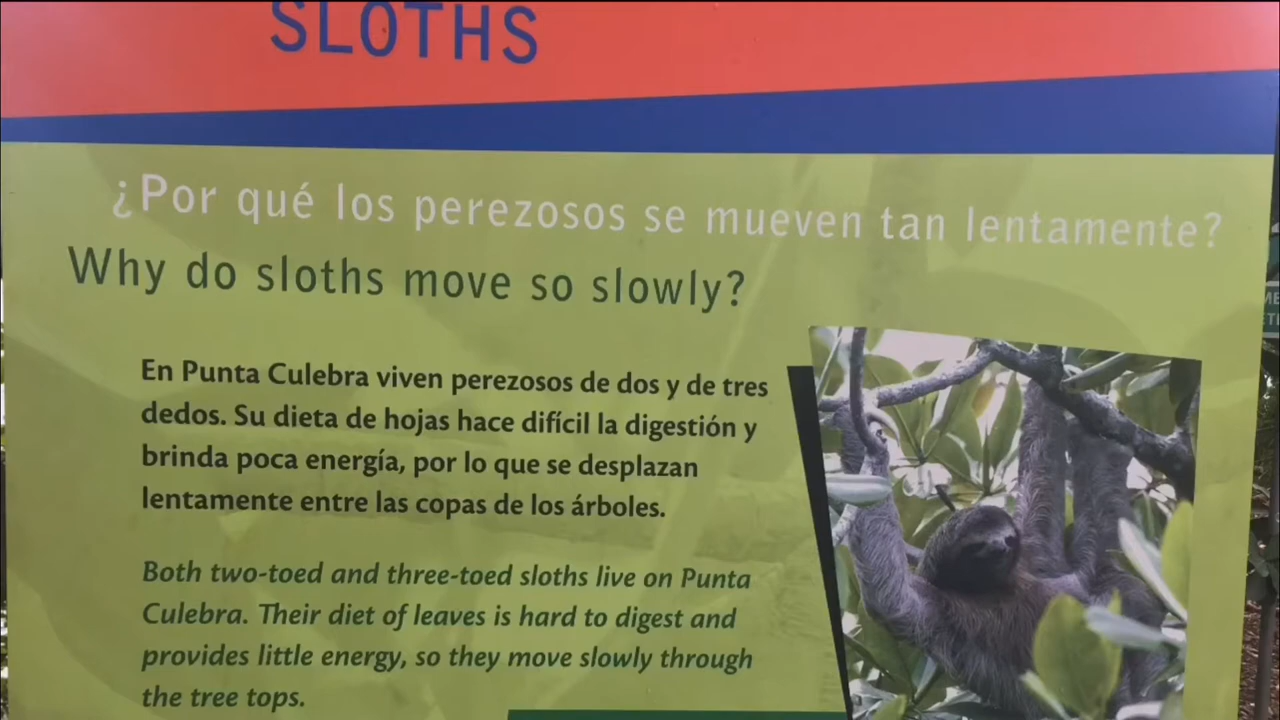 SLOTHS
¿Por qué los perezosos se mueven tan lentamente?
Why do sloths move so slowly?
En Punta Culebra viven perezosos de dos y de tres
dedos. Su dieta de hojas hace difícil la digestión y
brinda poca energía, por lo que se desplazan
lentamente entre las copas de los árboles.
Both two-toed and three-toed sloths live on Punta
Culebra. Their diet of leaves is hard to digest and
provides little energy, so they move slowly through
the tree tops.